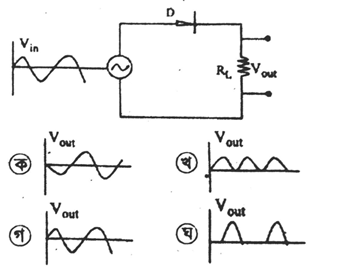 D
V_in
R_L V_out
ক V_out
খ V_out
গ V_out
ঘ V_out